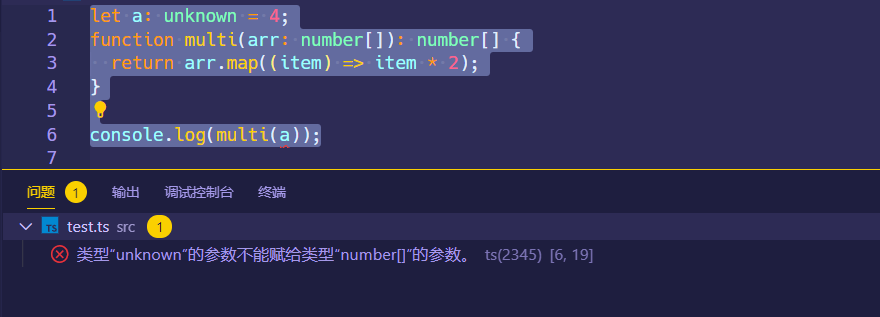 1 let a: unknown = 4;
2 function multi(arr: number[]): number[] {
3 return arr.map((item) => item * 2);
4 }
5
6 console.log(multi(a));
7
问题 1 输出 调试控制台 终端
TS test.ts src 1
类型“unknown”的参数不能赋给类型“number[]”的参数。 ts(2345) [6, 19]